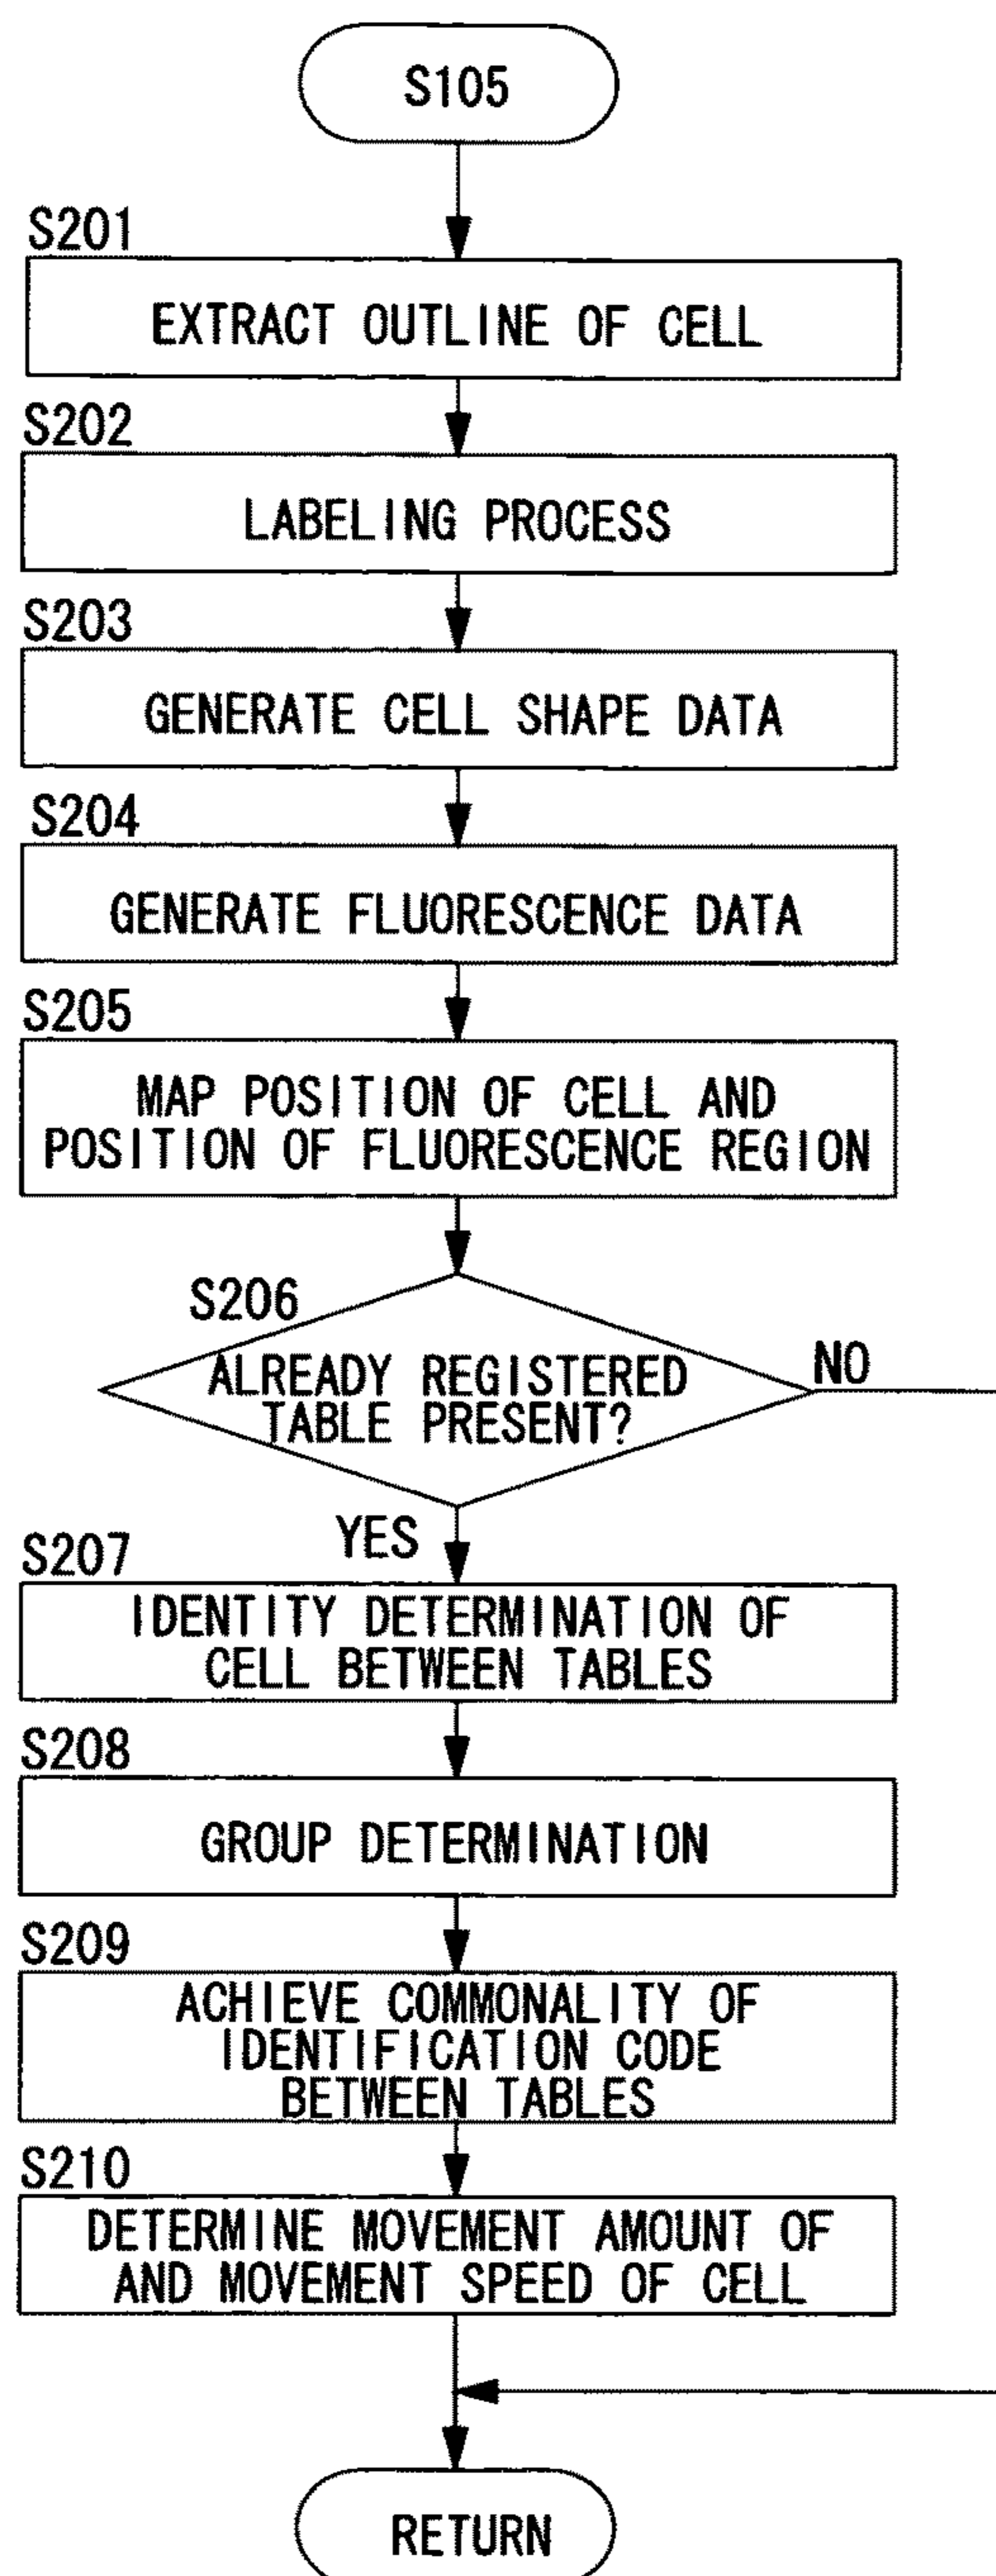 S105
S201
EXTRACT OUTLINE OF CELL
S202
LABELING PROCESS
S203
GENERATE CELL SHAPE DATA
S204
GENERATE FLUORESCENCE DATA
S205
MAP POSITION OF CELL AND
POSITION OF FLUORESCENCE REGION
S206
ALREADY REGISTERED
TABLE PRESENT?
NO
YES
S207
IDENTITY DETERMINATION OF
CELL BETWEEN TABLES
S208
GROUP DETERMINATION
S209
ACHIEVE COMMONALITY OF
IDENTIFICATION CODE
BETWEEN TABLES
S210
DETERMINE MOVEMENT AMOUNT OF
AND MOVEMENT SPEED OF CELL
RETURN